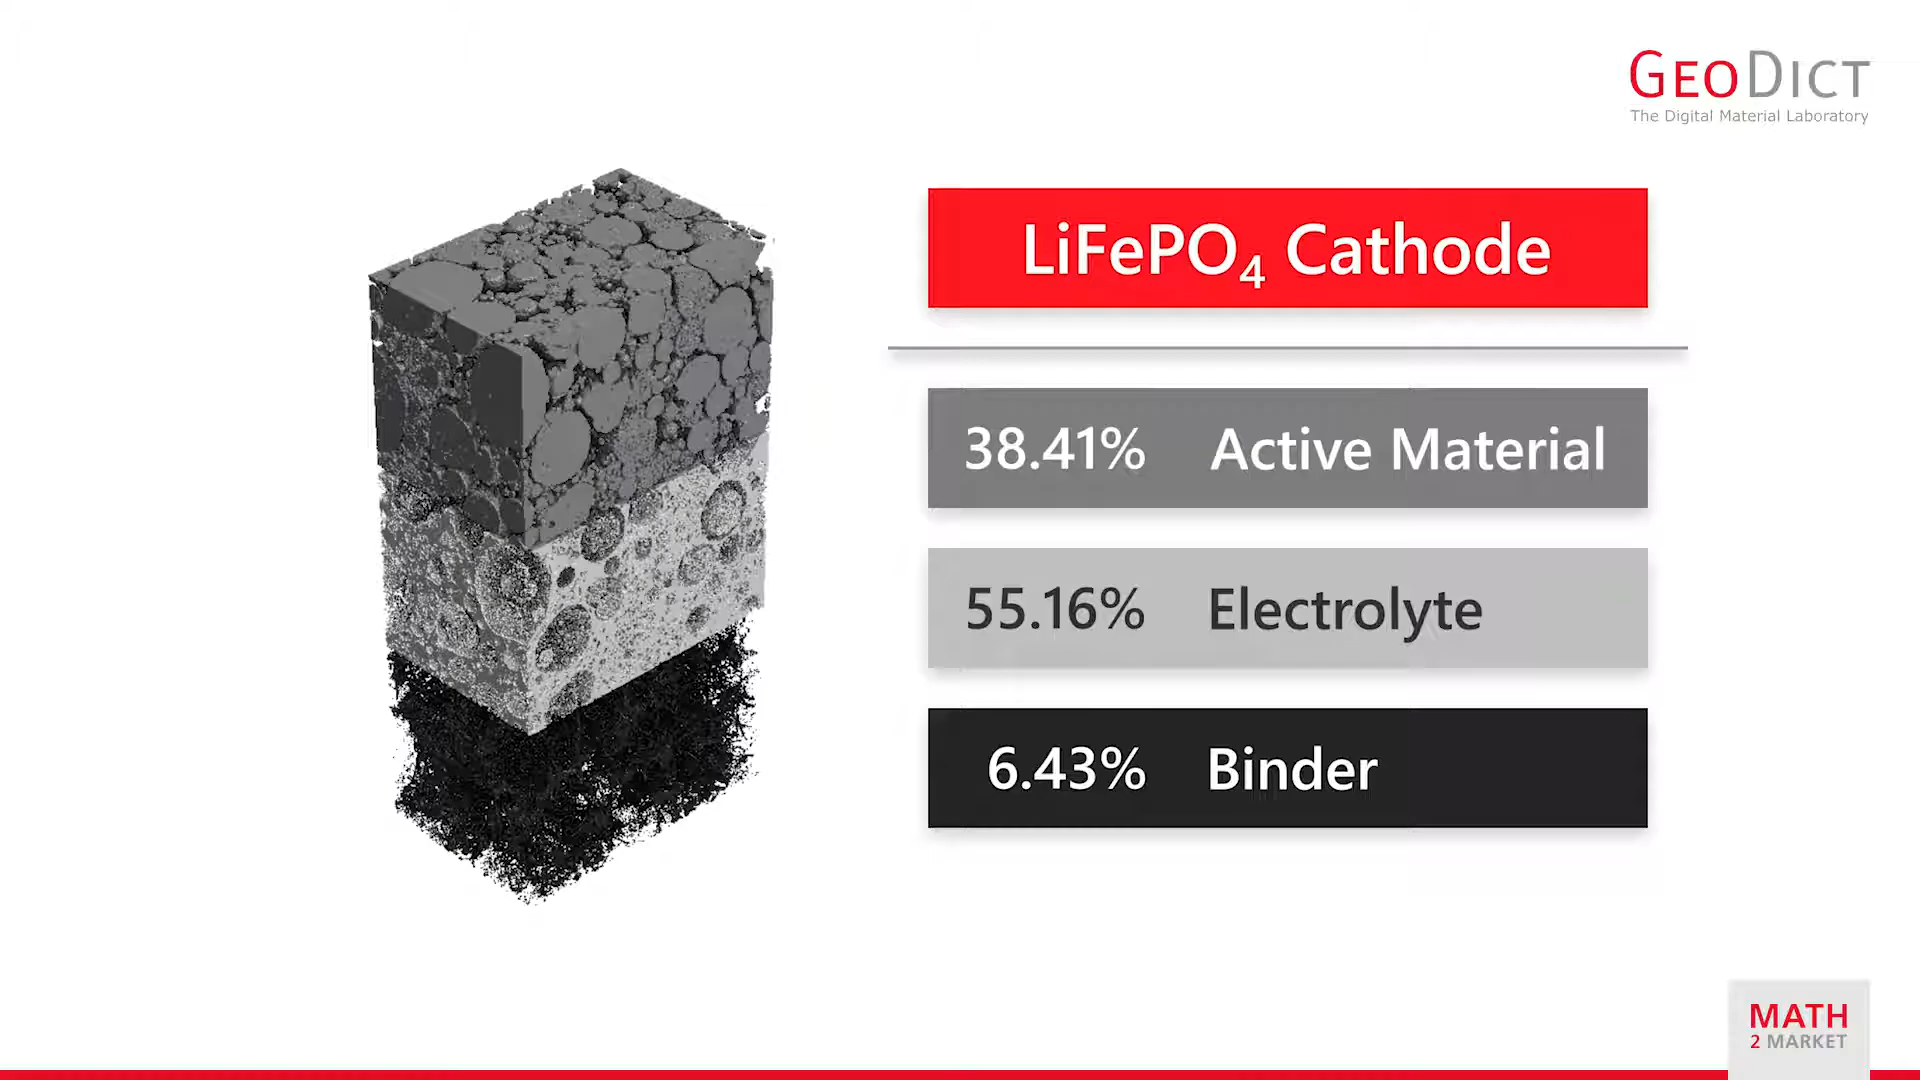 GEODICT
The Digital Material Laboratory
LiFePO₄ Cathode
38.41% Active Material
55.16% Electrolyte
6.43% Binder
MATH
2 MARKET